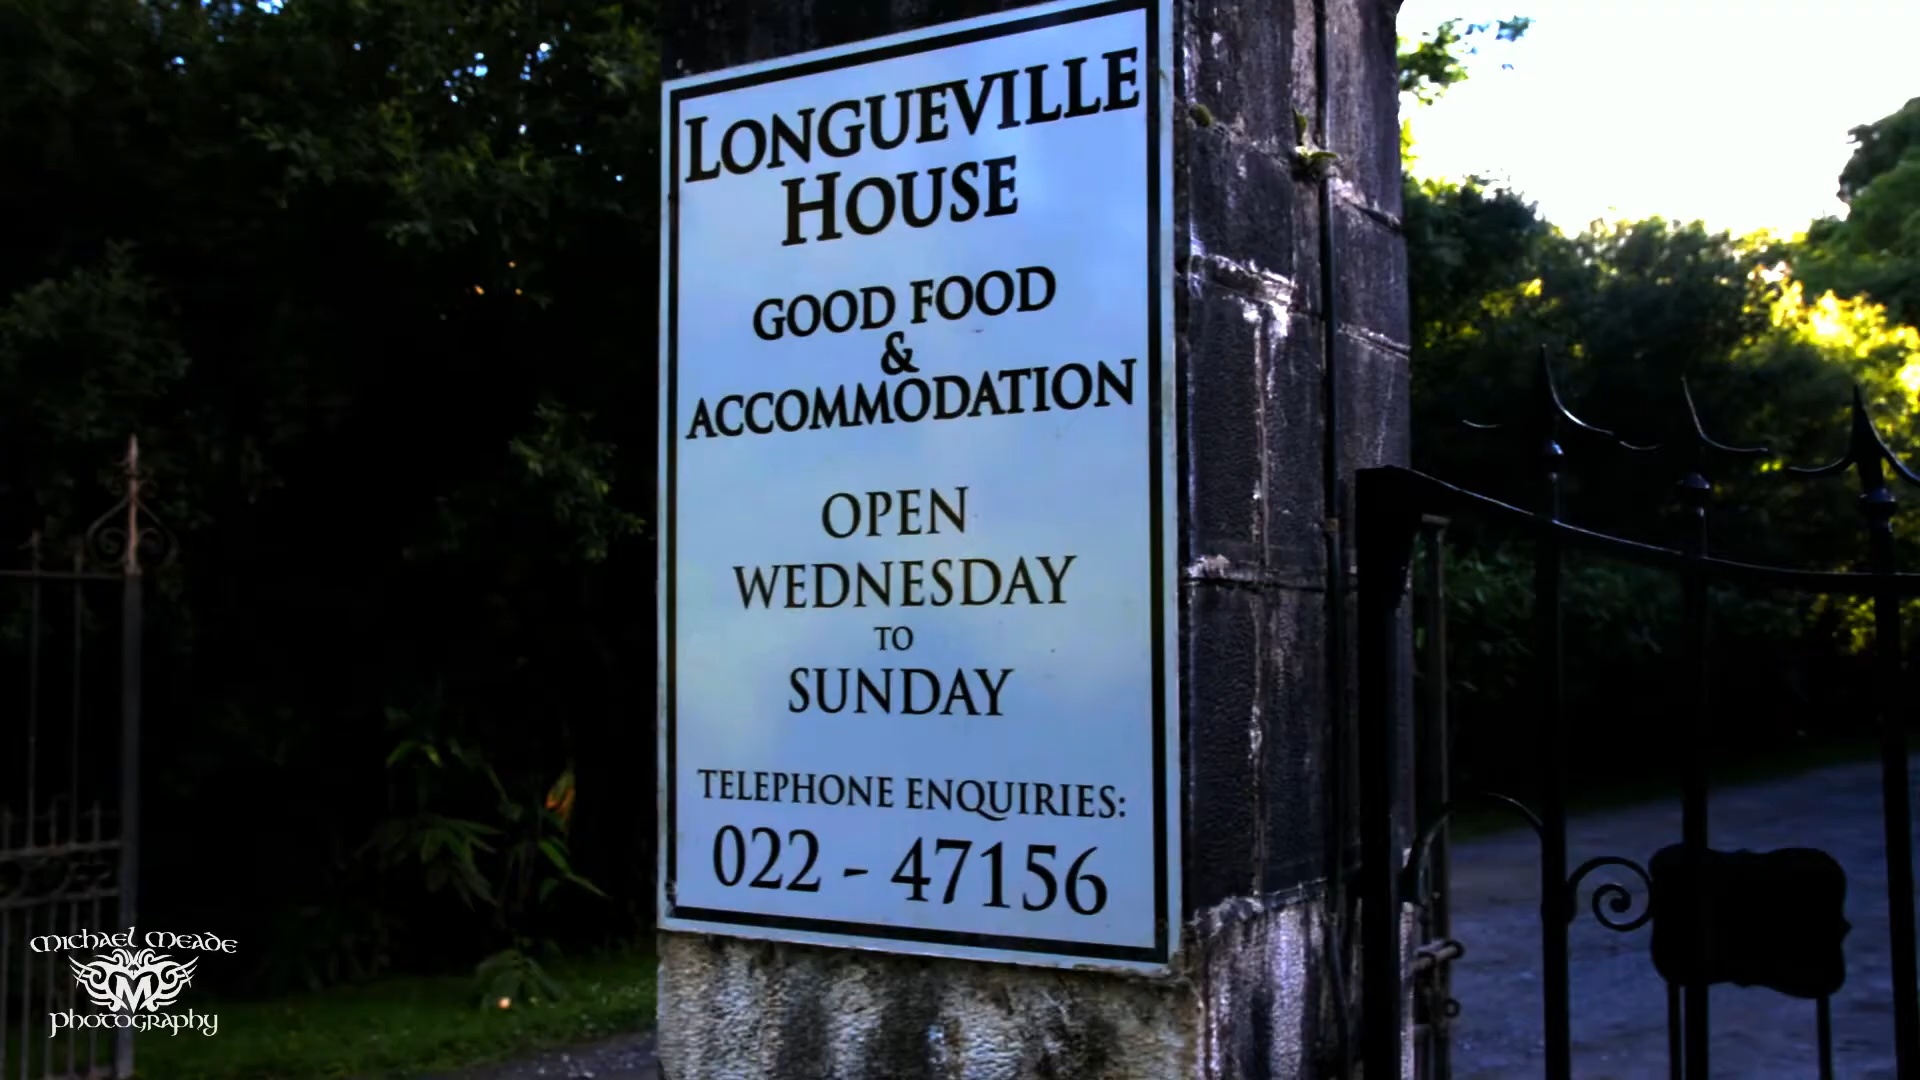 LONGUEVILLE
HOUSE
GOOD FOOD
&
ACCOMMODATION
OPEN
WEDNESDAY
TO
SUNDAY
TELEPHONE ENQUIRIES:
022 - 47156
Michael Meade
M
Photography